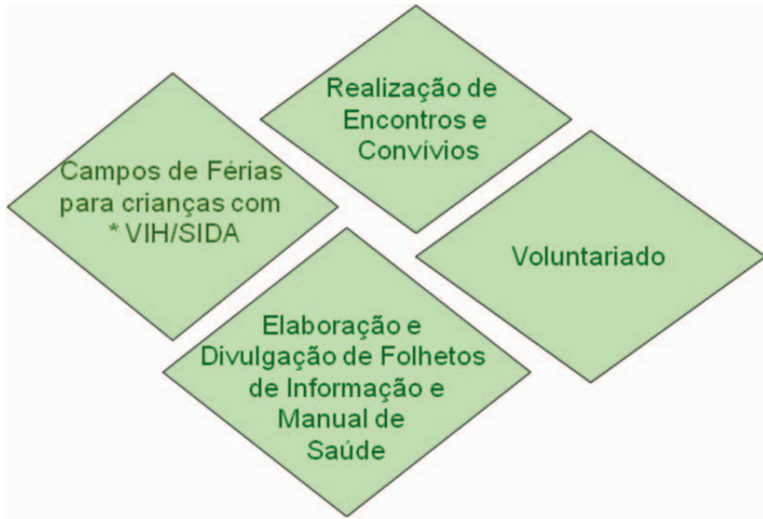 Realização de
Encontros e
Convívios
Campos de Férias
para crianças com
* VIH/SIDA
Voluntariado
Elaboração e
Divulgação de Folhetos
de Informação e
Manual de
Saúde